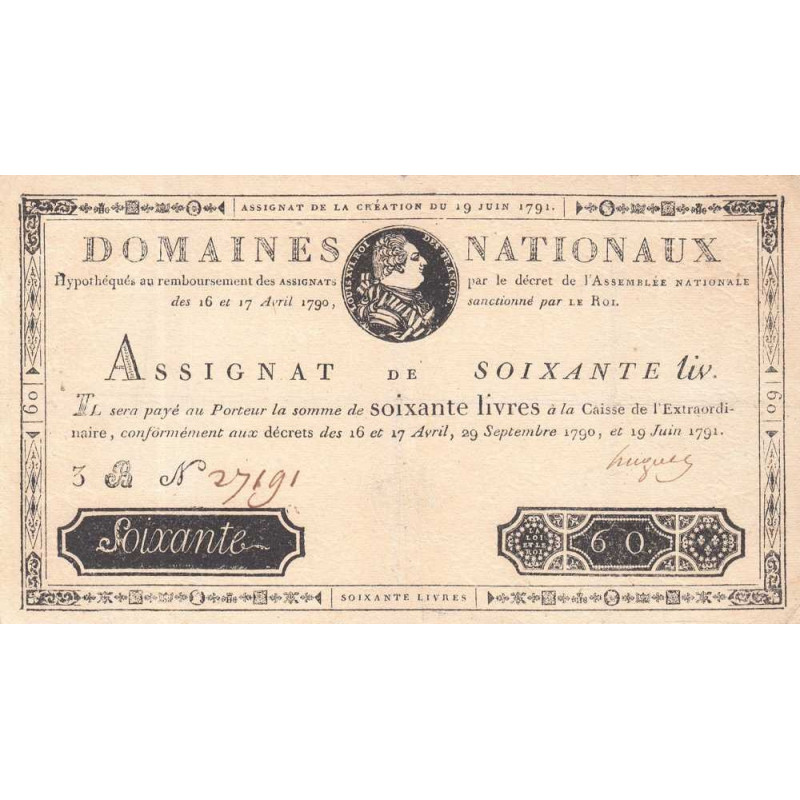 ASSIGNAT DE LA CRÉATION DU 19 JUIN 1791.
DOMAINES NATIONAUX
LOUIS XVI ROI DES FRANÇOIS
Hypothéqués au remboursement des ASSIGNATS par le décret de l'ASSEMBLÉE NATIONALE
des 16 et 17 Avril 1790, sanctionné par LE ROI.
ASSIGNAT DE SOIXANTE liv.
60
60
IL sera payé au Porteur la somme de soixante livres à la Caisse de l'Extraordi-
naire, conformément aux décrets des 16 et 17 Avril, 29 Septembre 1790, et 19 Juin 1791.
3 B N 27191
Soixante
LA
LOI
ET LE
ROI
60.
SOIXANTE LIVRES